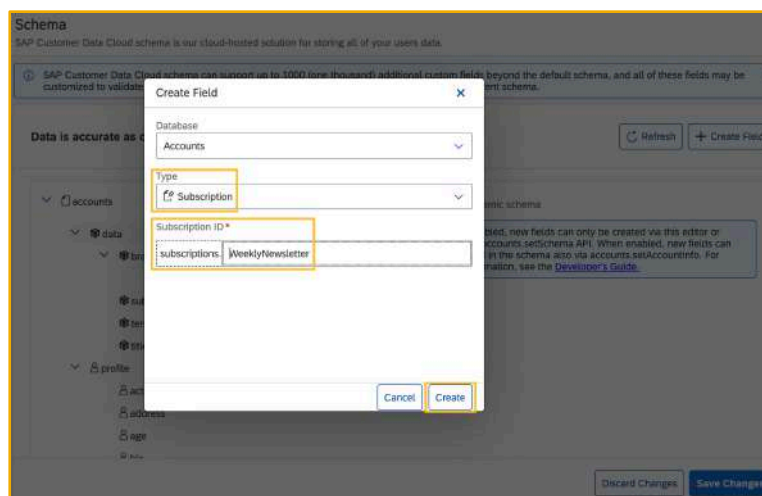 Schema
SAP Customer Data Cloud schema is our cloud-hosted solution for storing all of your users data.
SAP Customer Data Cloud schema can support up to 1000 (one thousand) additional custom fields beyond the default schema, and all of these fields may be
customized to validate ent schema.
Create Field
Database
Accounts
Data is accurate as
Refresh
+ Create Field
Type
Subscription
accounts
amic schema
Subscription ID*
data
subscriptions. WeeklyNewsletter
bled, new fields can only be created via this editor or
accounts.setSchema API. When enabled, new fields can
in the schema also via accounts.setAccountInfo. For
mation, see the Developer's Guide.
profile
address
age
Cancel
Create
Discard Changes
Save Changes